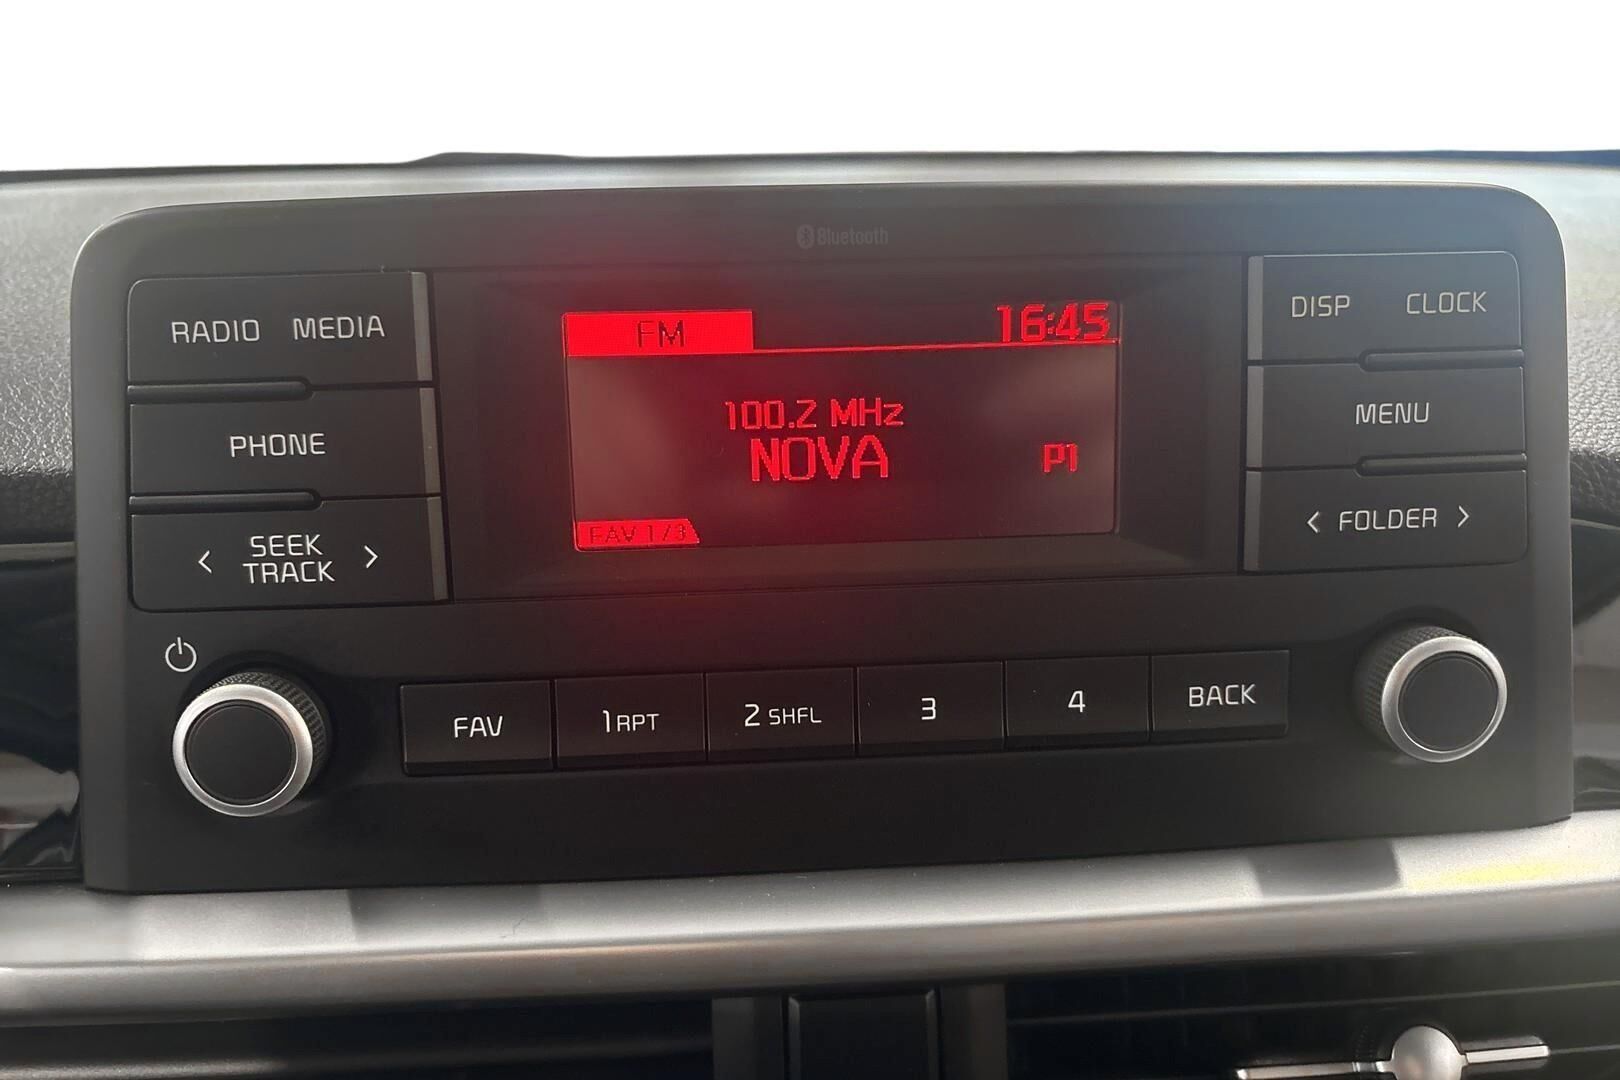 Bluetooth
RADIO MEDIA
PHONE
< SEEK TRACK >
FM
16:45
100.2 MHz
NOVA
P1
FAV 1/3
DISP CLOCK
MENU
< FOLDER >
FAV
1 RPT
2 SHFL
3
4
BACK